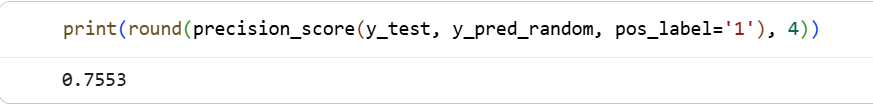 print(round(precision_score(y_test, y_pred_random, pos_label='1'), 4))
0.7553